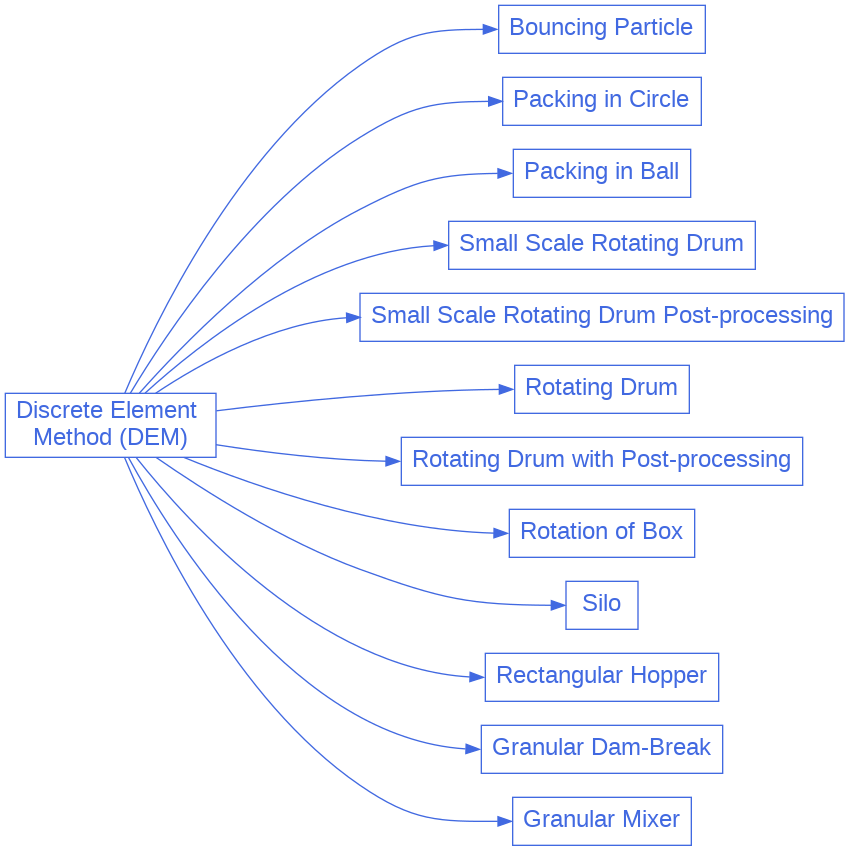 Bouncing Particle
Packing in Circle
Packing in Ball
Small Scale Rotating Drum
Small Scale Rotating Drum Post-processing
Discrete Element
Method (DEM)
Rotating Drum
Rotating Drum with Post-processing
Rotation of Box
Silo
Rectangular Hopper
Granular Dam-Break
Granular Mixer